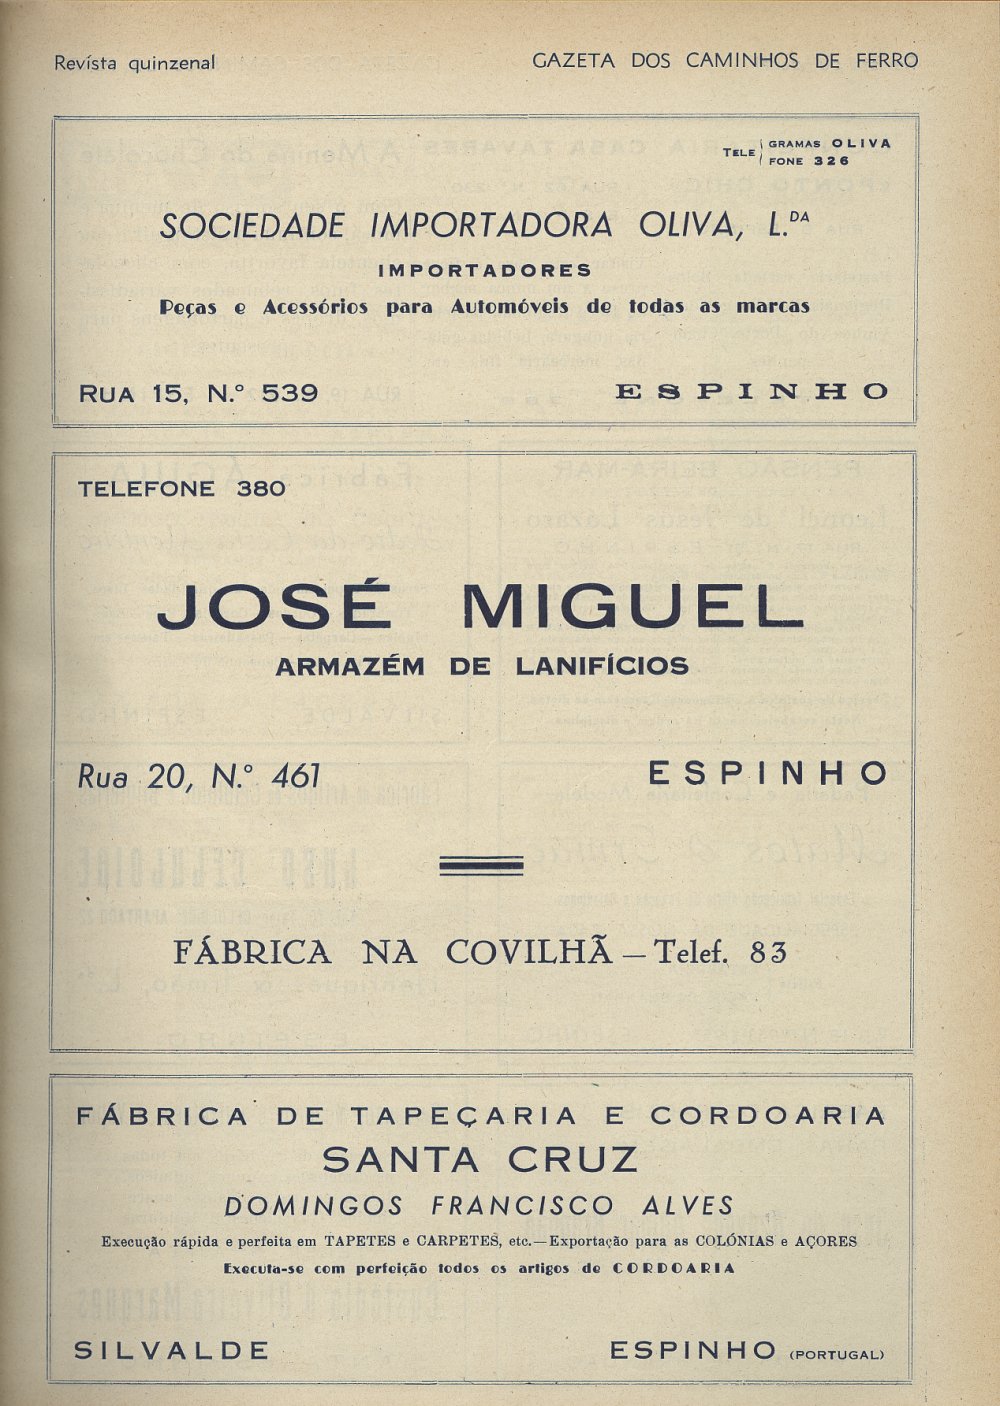 Revista quinzenal GAZETA DOS CAMINHOS DE FERRO
TELE GRAMAS OLIVA
FONE 326
SOCIEDADE IMPORTADORA OLIVA, L.DA
IMPORTADORES
Peças e Acessórios para Automóveis de todas as marcas
RUA 15, N.º 539 ESPINHO
TELEFONE 380
JOSÉ MIGUEL
ARMAZÉM DE LANIFÍCIOS
Rua 20, N.º 461 ESPINHO
FÁBRICA NA COVILHÃ — Telef. 83
FÁBRICA DE TAPEÇARIA E CORDOARIA
SANTA CRUZ
DOMINGOS FRANCISCO ALVES
Execução rápida e perfeita em TAPETES e CARPETES, etc.—Exportação para as COLÓNIAS e AÇORES
Executa-se com perfeição todos os artigos de CORDOARIA
SILVALDE ESPINHO (PORTUGAL)